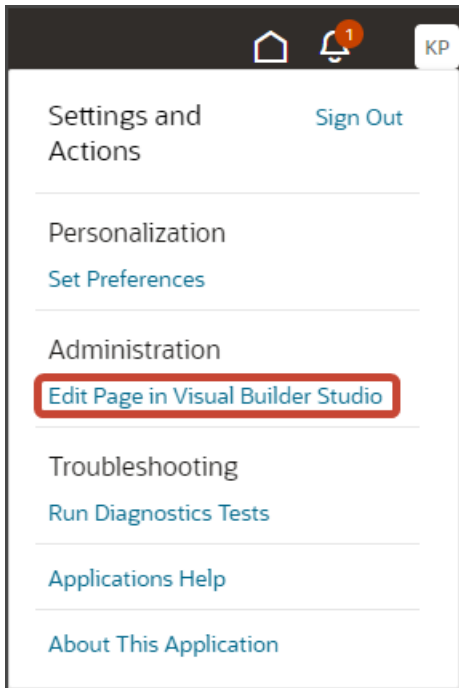 1
KP
Settings and
Actions
Sign Out
Personalization
Set Preferences
Administration
Edit Page in Visual Builder Studio
Troubleshooting
Run Diagnostics Tests
Applications Help
About This Application